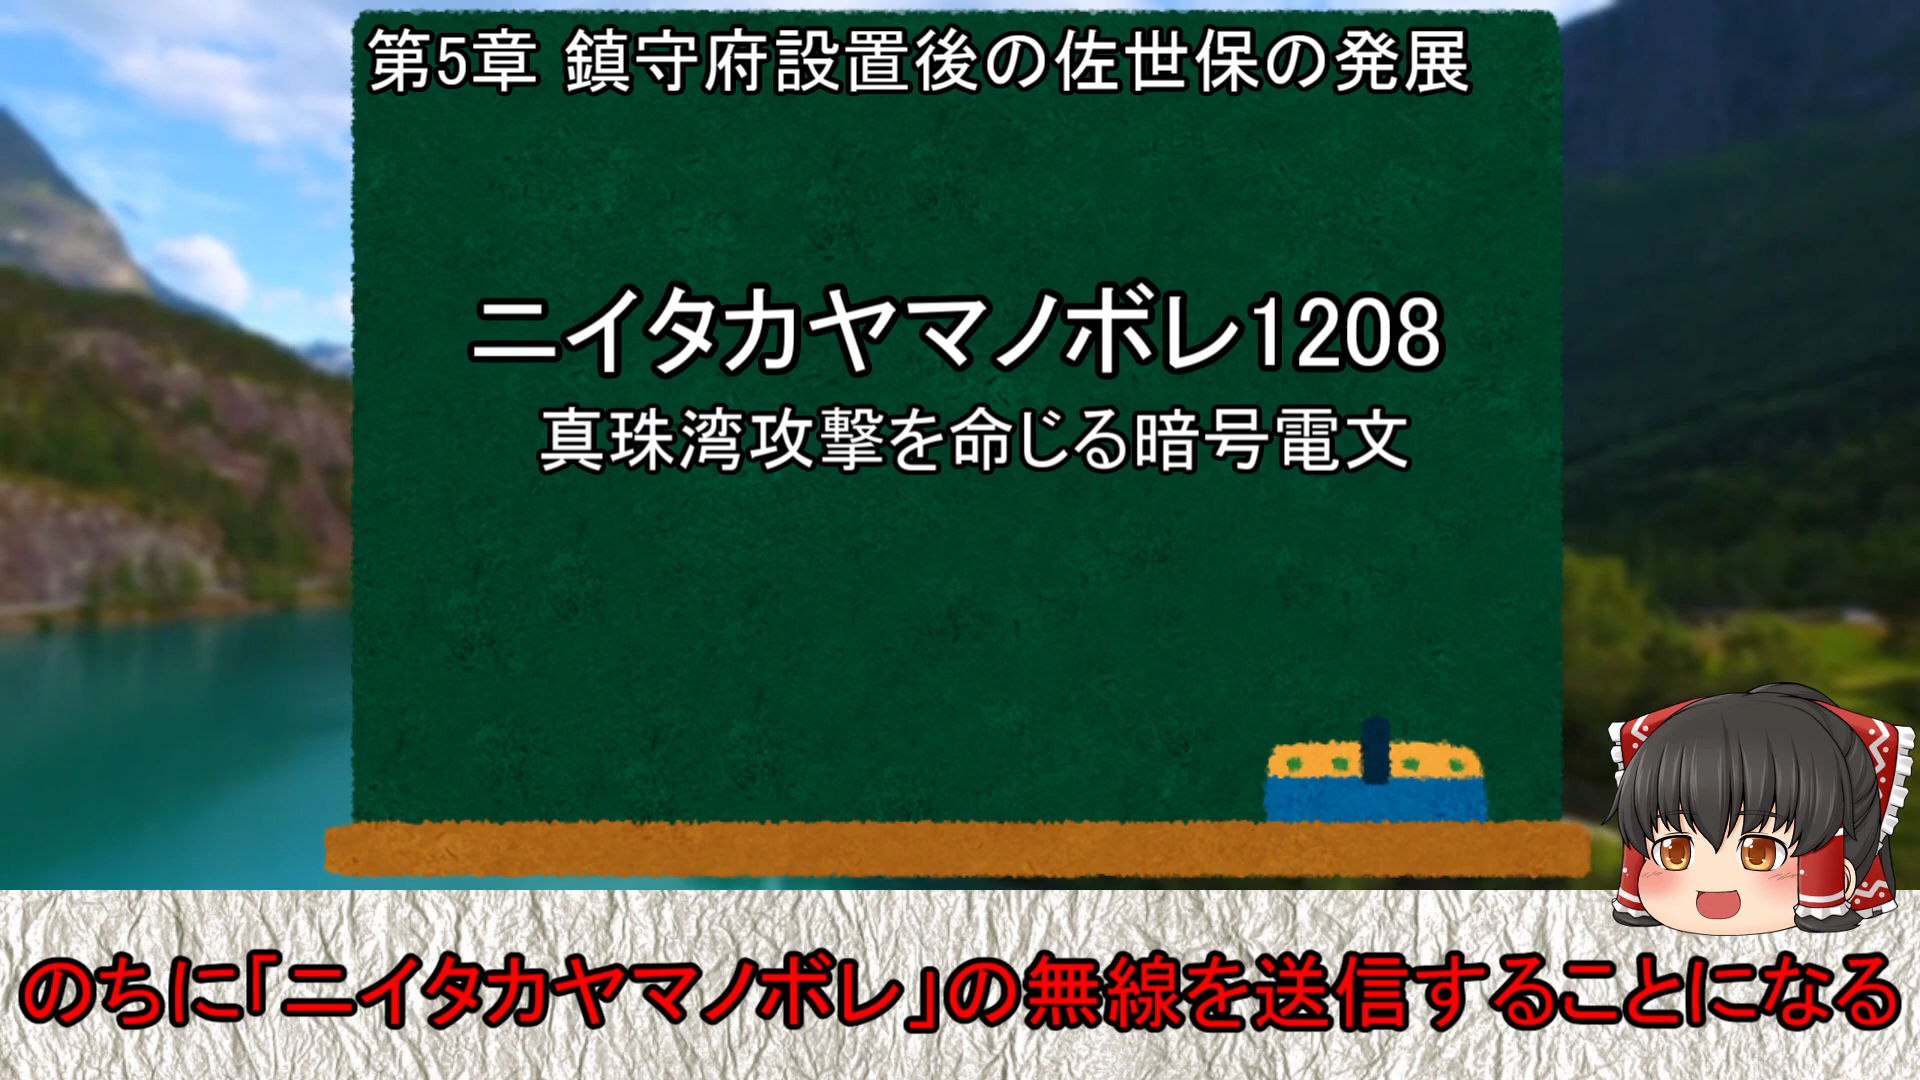 第5章 鎮守府設置後の佐世保の発展
ニイタカヤマノボレ1208
真珠湾攻撃を命じる暗号電文
のちに「ニイタカヤマノボレ」の無線を送信することになる